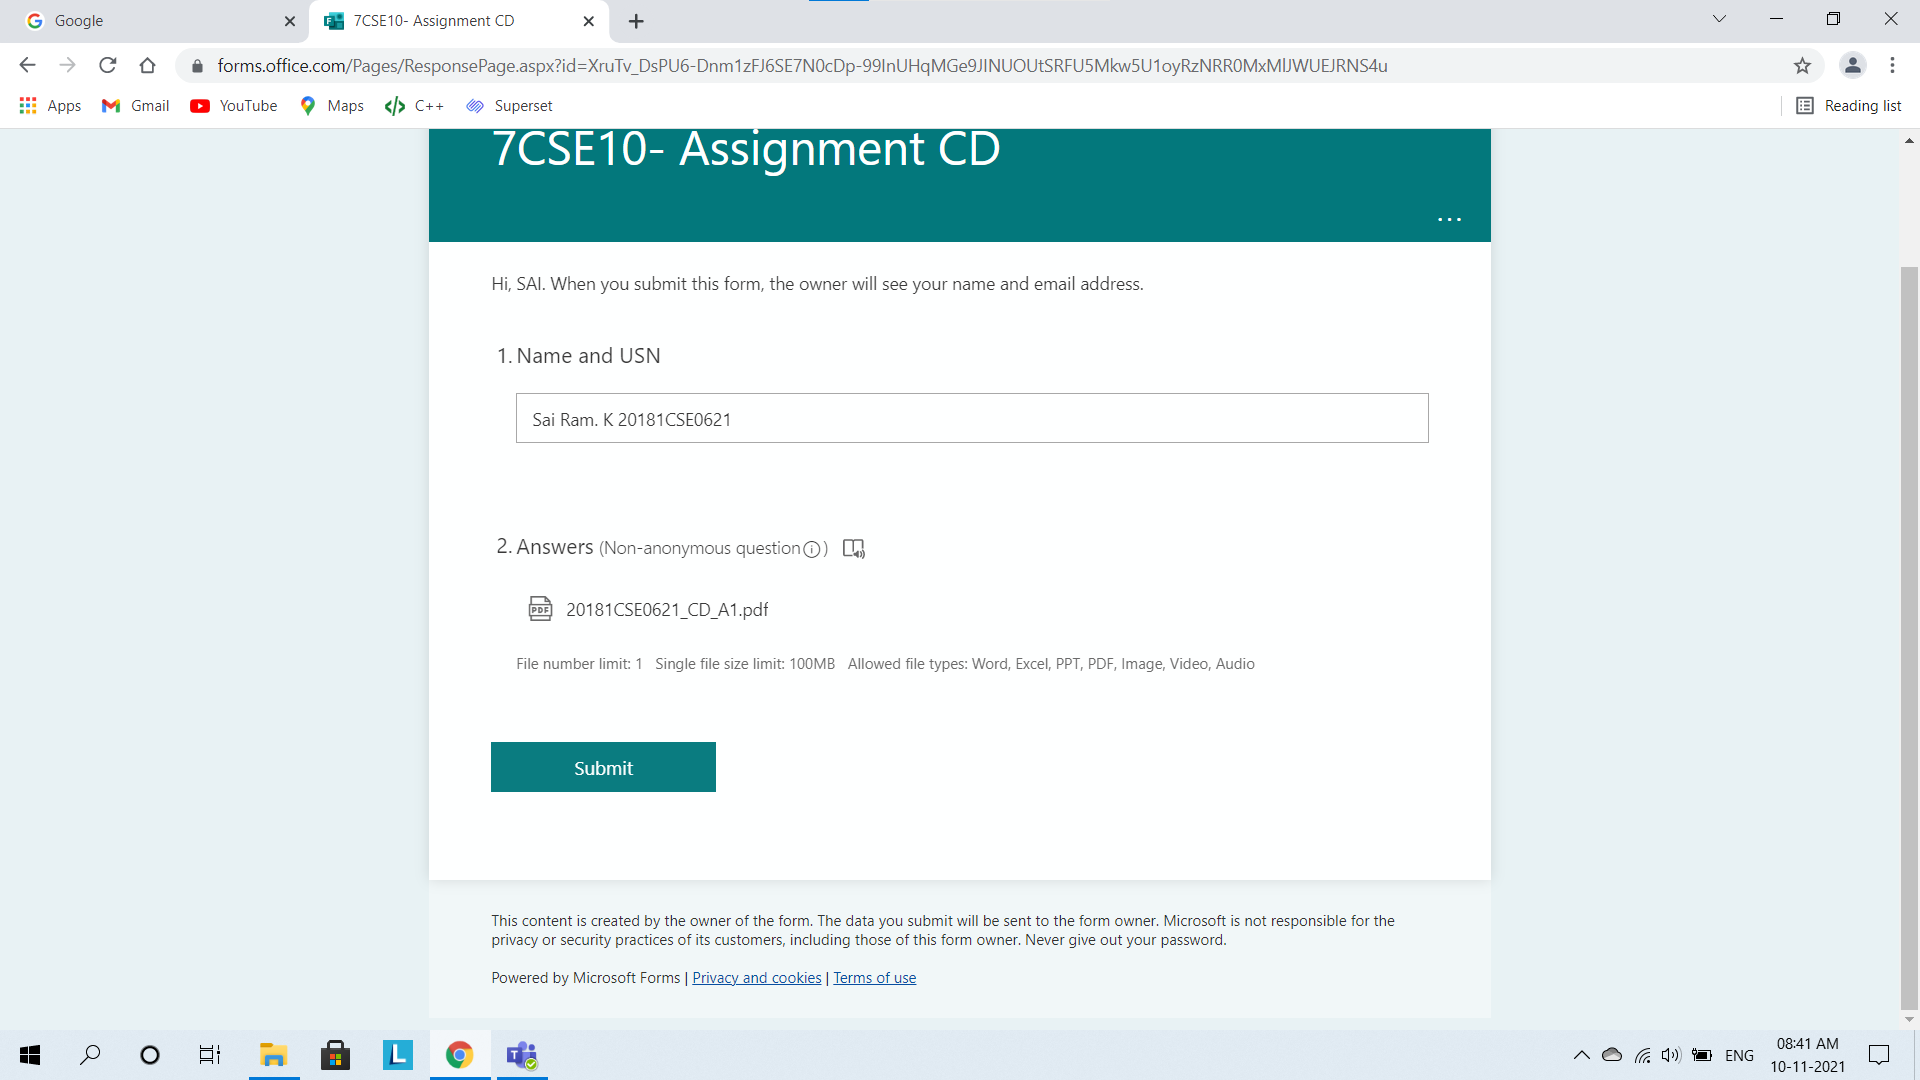 Google
7CSE10- Assignment CD
forms.office.com/Pages/ResponsePage.aspx?id=XruTv_DsPU6-Dnm1zFJ6SE7N0cDp-99InUHqMGe9JINUOUtSRFU5Mkw5U1oyRzNRR0MxMlJWUEJRNS4u
Apps Gmail YouTube Maps C++ Superset Reading list
7CSE10- Assignment CD
...
Hi, SAI. When you submit this form, the owner will see your name and email address.
1. Name and USN
Sai Ram. K 20181CSE0621
2. Answers (Non-anonymous question)
PDF 20181CSE0621_CD_A1.pdf
File number limit: 1 Single file size limit: 100MB Allowed file types: Word, Excel, PPT, PDF, Image, Video, Audio
Submit
This content is created by the owner of the form. The data you submit will be sent to the form owner. Microsoft is not responsible for the
privacy or security practices of its customers, including those of this form owner. Never give out your password.
Powered by Microsoft Forms | Privacy and cookies | Terms of use
ENG
08:41 AM
10-11-2021